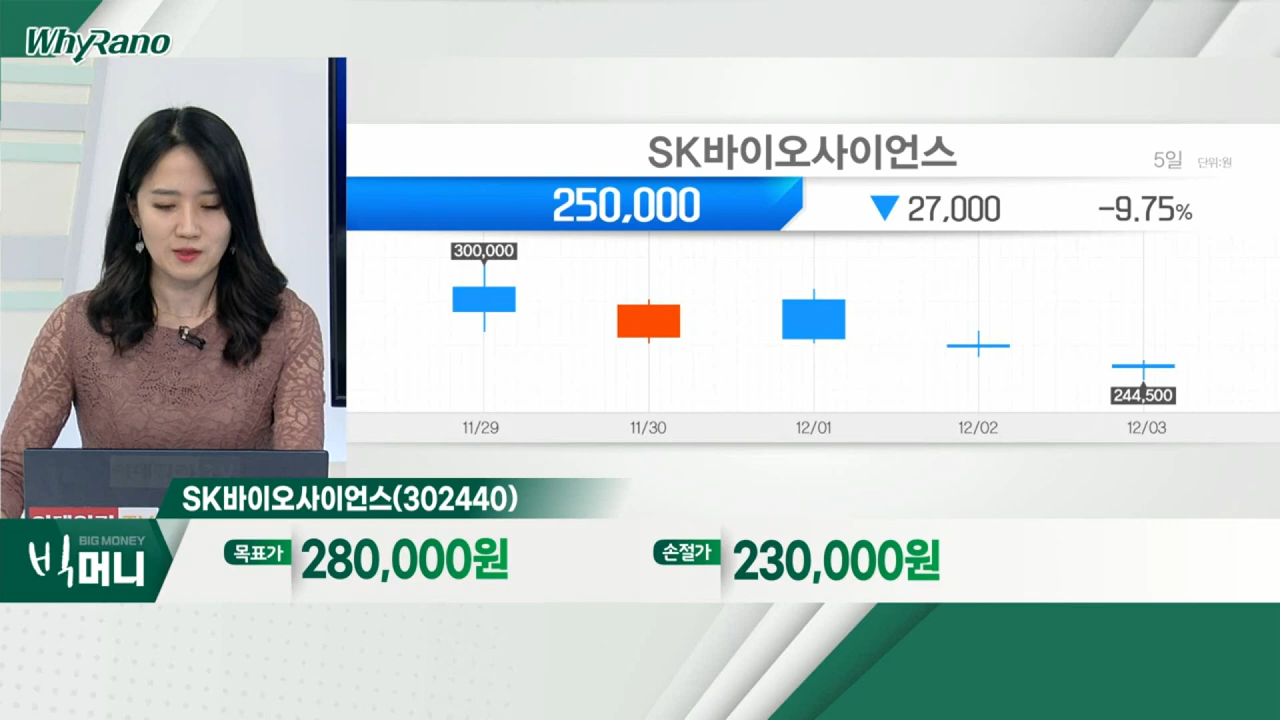 WhyRano
SK바이오사이언스
5일 단위:원
250,000 ▼ 27,000 -9.75%
300,000
244,500
11/29 11/30 12/01 12/02 12/03
SK바이오사이언스(302440)
BIG MONEY
빅머니
목표가 280,000원 손절가 230,000원